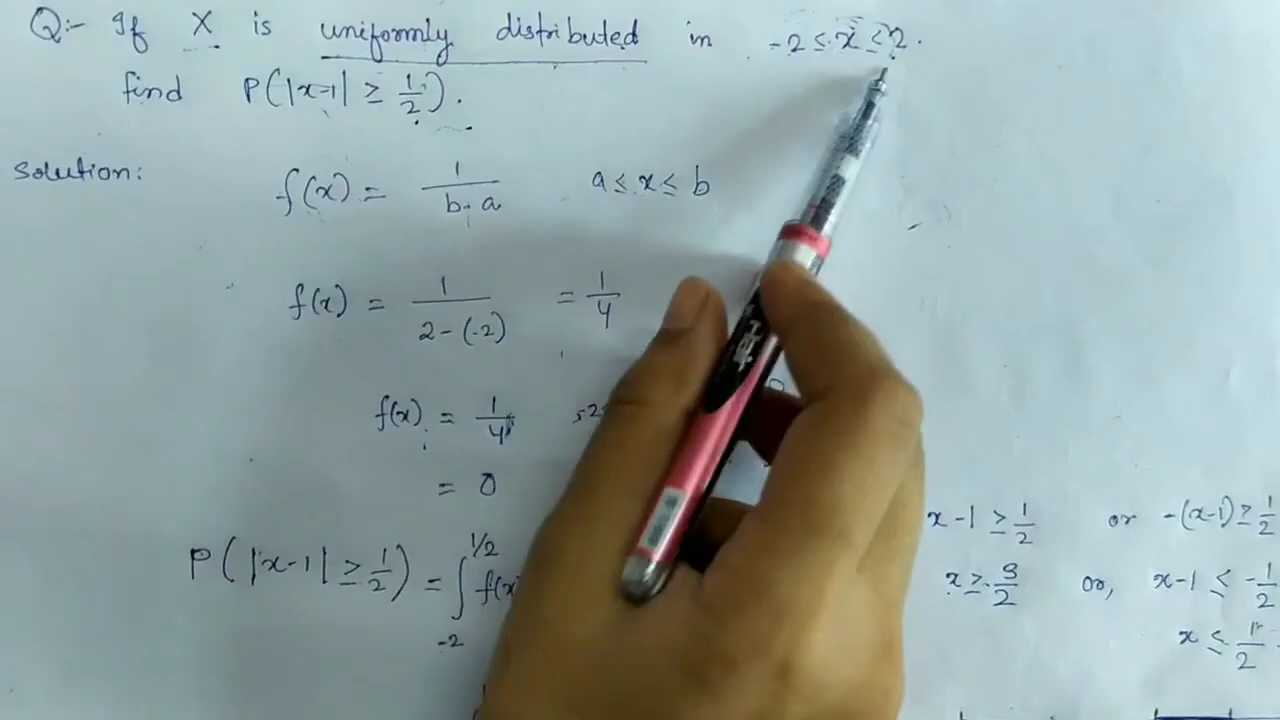 Q:- If X is uniformly distributed in -2 ≤ x ≤ 2.
find P(|x-1| ≥ 1/2).
Solution:
f(x) = 1/(b-a) a ≤ x ≤ b
f(x) = 1/(2-(-2)) = 1/4
f(x) = 1/4
= 0
x-1 ≥ 1/2 or -(x-1) ≥ 1/2
P(|x-1| ≥ 1/2) = ∫_{-2}^{1/2} f(x) x ≥ 3/2 or, x-1 ≤ -1/2
x ≤ 1/2